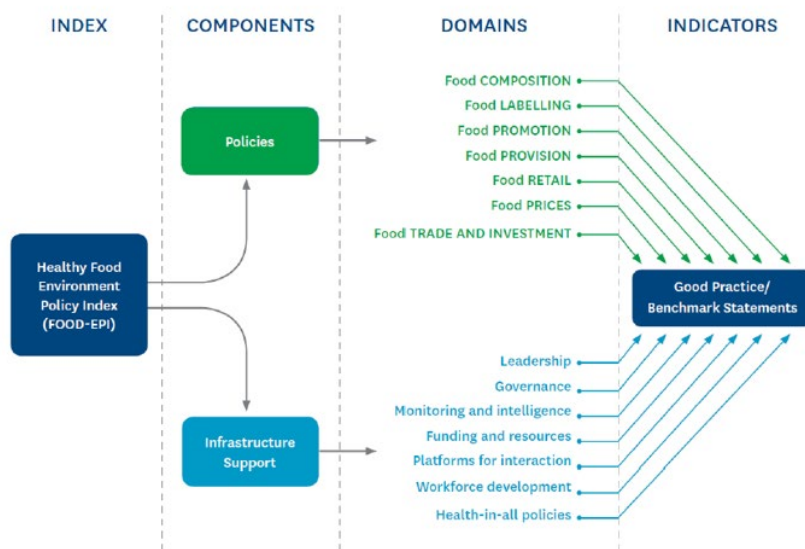 INDEX
COMPONENTS
DOMAINS
INDICATORS
Food COMPOSITION
Food LABELLING
Food PROMOTION
Food PROVISION
Food RETAIL
Food PRICES
Food TRADE AND INVESTMENT
Policies
Healthy Food
Environment
Policy Index
(FOOD-EPI)
Good Practice/
Benchmark Statements
Infrastructure
Support
Leadership
Governance
Monitoring and intelligence
Funding and resources
Platforms for interaction
Workforce development
Health-in-all policies